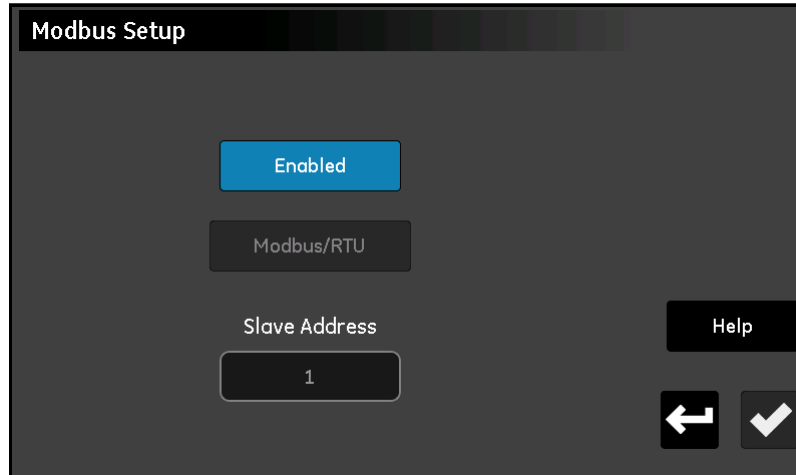 Modbus Setup
Enabled
Modbus/RTU
Slave Address
1
Help